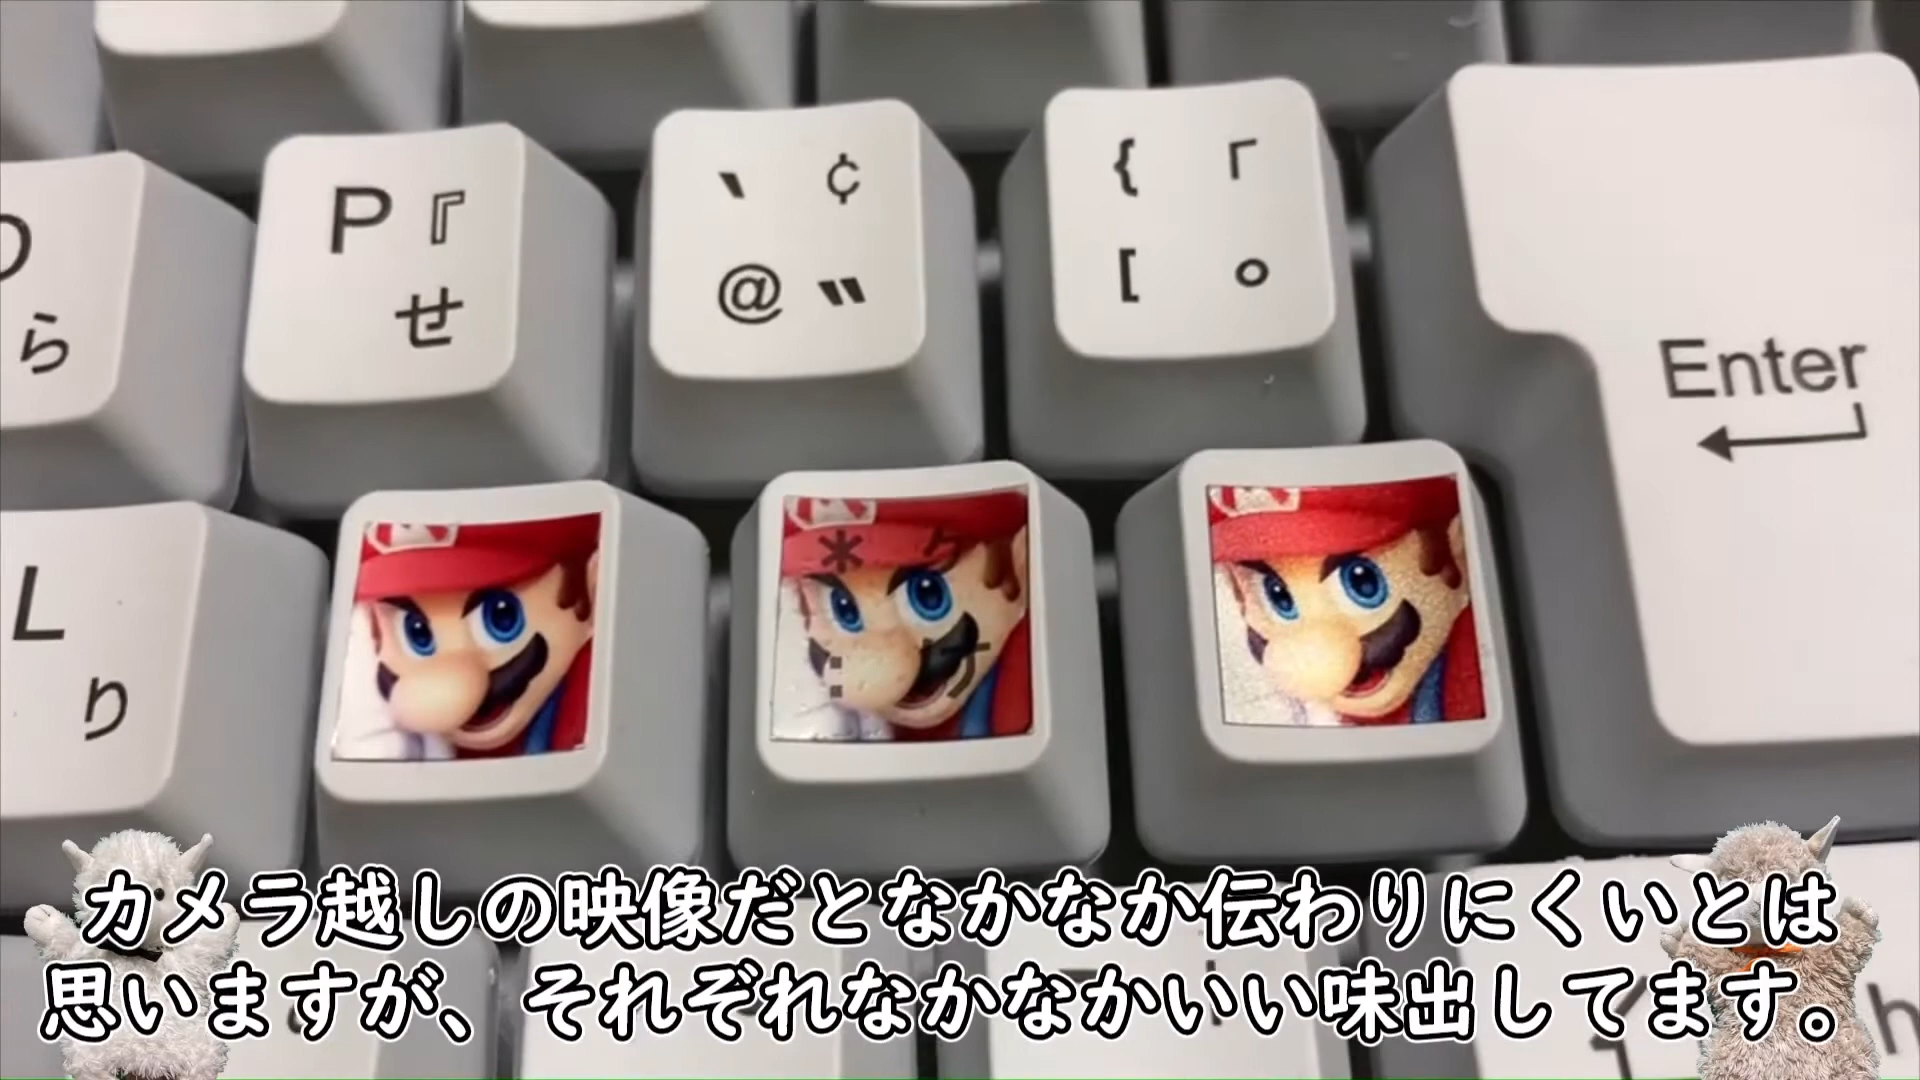 P『
せ
` ¢
@ "
{ 「
[ ゜
Enter
ら
L
り
M
M
M
*
:
け
カメラ越しの映像だとなかなか伝わりにくいとは
思いますが、それぞれなかなかいい味出してます。